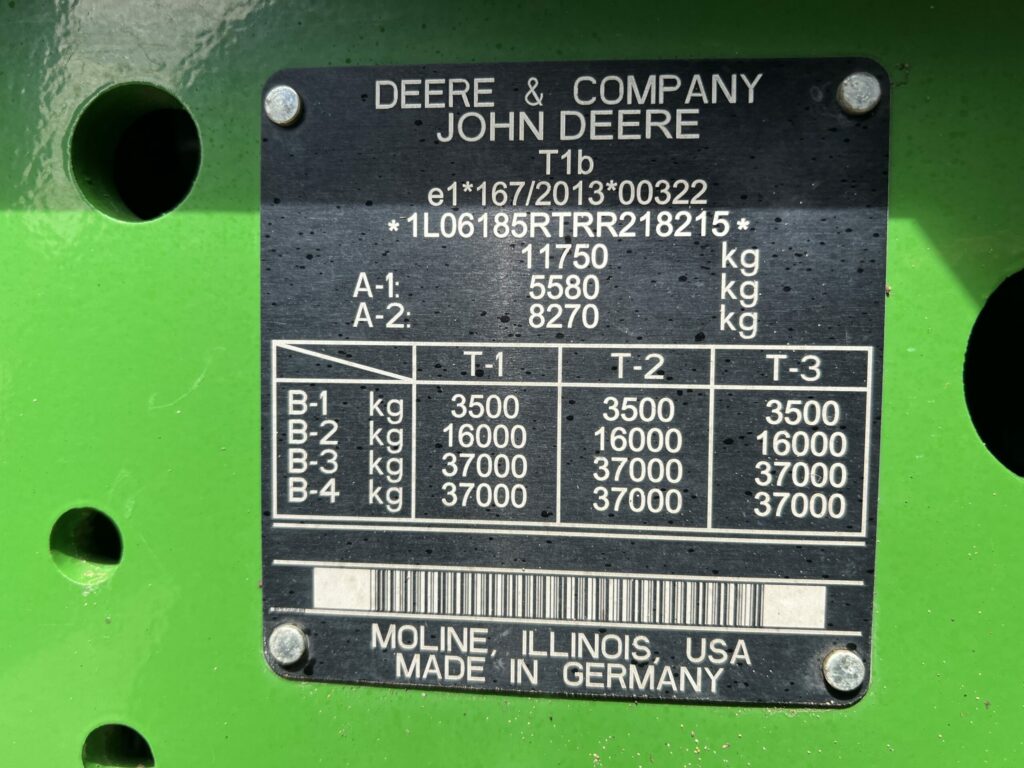 DEERE & COMPANY
JOHN DEERE
T1b
e1*167/2013*00322
*1L06185RTRR218215*
11750 kg
A-1: 5580 kg
A-2: 8270 kg
T-1 T-2 T-3
B-1 kg 3500 3500 3500
B-2 kg 16000 16000 16000
B-3 kg 37000 37000 37000
B-4 kg 37000 37000 37000
MOLINE, ILLINOIS, USA
MADE IN GERMANY